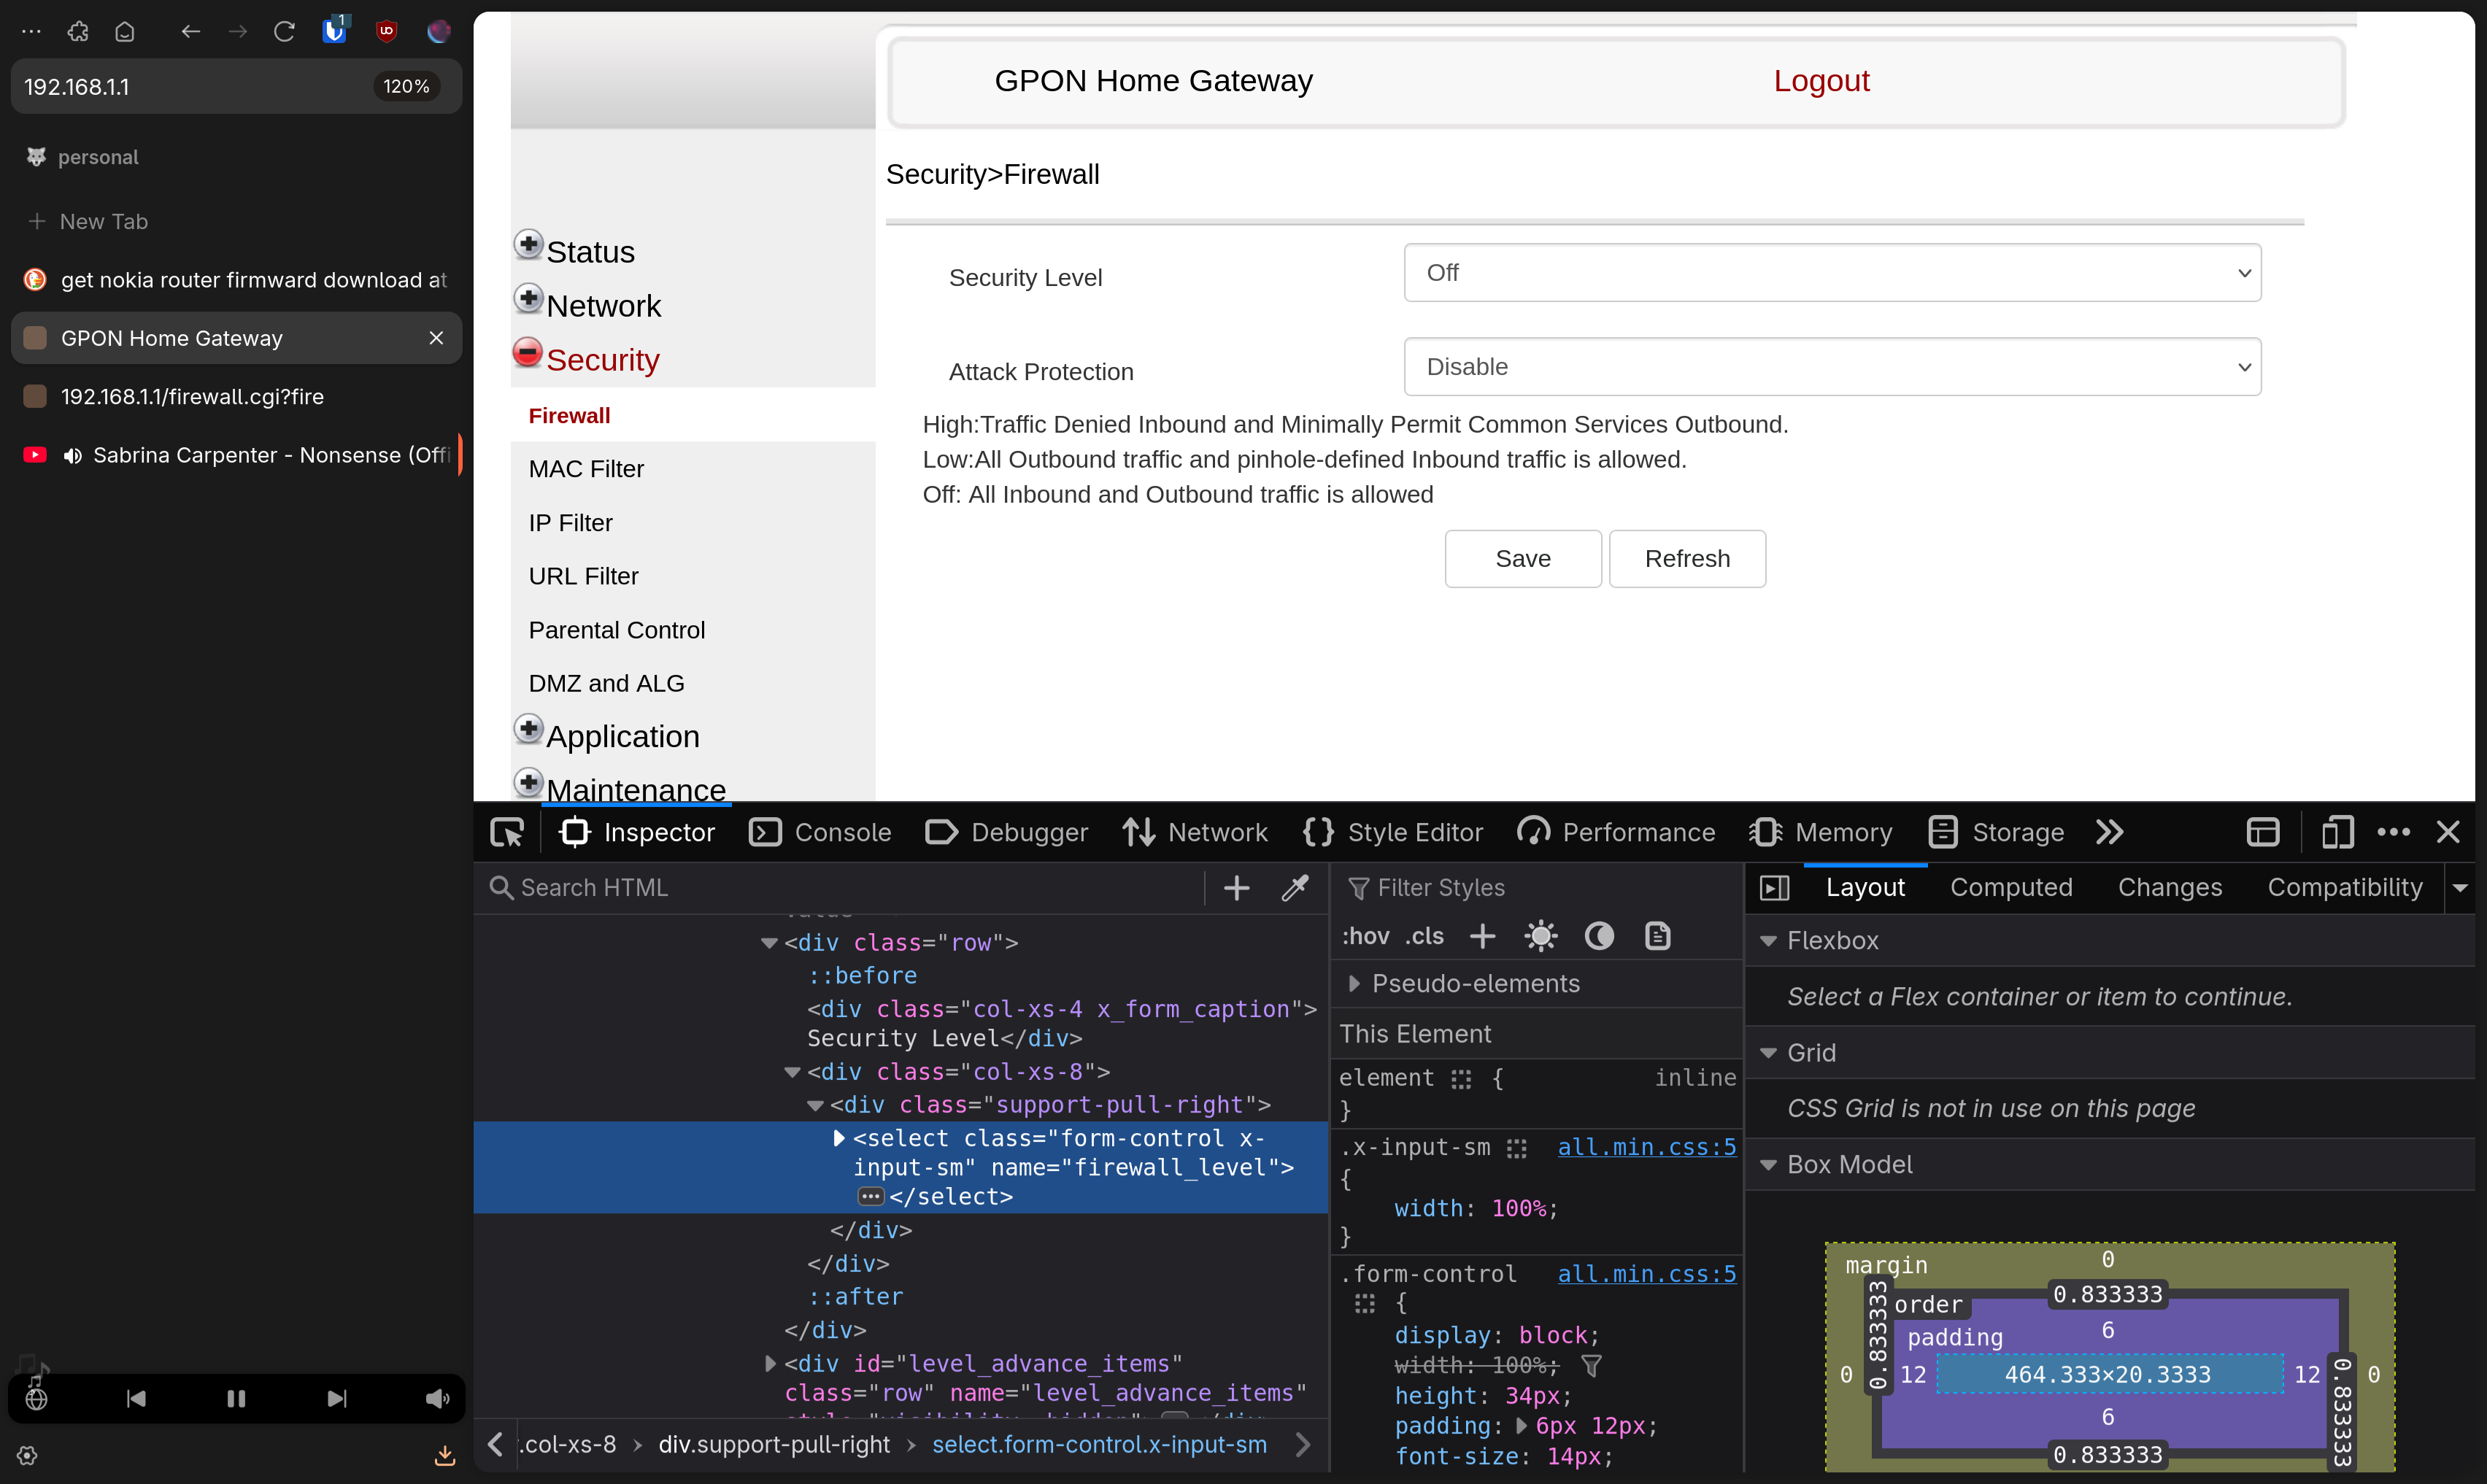 1
192.168.1.1
120%
personal
New Tab
get nokia router firmward download at
GPON Home Gateway
192.168.1.1/firewall.cgi?fire
Sabrina Carpenter - Nonsense (Offi
GPON Home Gateway
Logout
Security>Firewall
Status
Network
Security
Firewall
MAC Filter
IP Filter
URL Filter
Parental Control
DMZ and ALG
Application
Maintenance
Security Level
Off
Attack Protection
Disable
High:Traffic Denied Inbound and Minimally Permit Common Services Outbound.
Low:All Outbound traffic and pinhole-defined Inbound traffic is allowed.
Off: All Inbound and Outbound traffic is allowed
Save
Refresh
Inspector
Console
Debugger
Network
Style Editor
Performance
Memory
Storage
Search HTML
<div class="row">
::before
<div class="col-xs-4 x_form_caption">
Security Level</div>
<div class="col-xs-8">
<div class="support-pull-right">
<select class="form-control x-
input-sm" name="firewall_level">
</select>
</div>
</div>
::after
</div>
<div id="level_advance_items"
class="row" name="level_advance_items"
.col-xs-8
div.support-pull-right
select.form-control.x-input-sm
Filter Styles
:hov .cls
Pseudo-elements
This Element
element { inline
}
.x-input-sm all.min.css:5
{
width: 100%;
}
.form-control all.min.css:5
{
display: block;
width: 100%;
height: 34px;
padding: 6px 12px;
font-size: 14px;
Layout
Computed
Changes
Compatibility
Flexbox
Select a Flex container or item to continue.
Grid
CSS Grid is not in use on this page
Box Model
margin
0
order
0.833333
padding
6
0
0.833333
12
464.333×20.3333
12
0.833333
0
6
0.833333